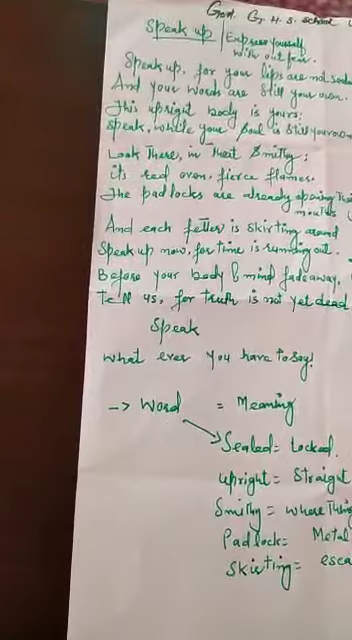 Govt. G. H. S. School
Speak up | Express yourself
with out fear.
Speak up, for your lips are not
And your words are still your own.
This upright body is yours:
Speak, while your soul is still your own
Look there, in that Smithy:
its red oven, fierce flames.
The padlocks are already opening their
mouths
And each fetter is skirting around
Speak up now, for time is running out.
Before your body & mind fade away.
tell us, for truth is not yet dead
Speak
what ever you have to say!
-> Word = Meaning
Sealed = Locked.
upright = Straight
Smithy = where
Padlock = Metal
Skirting =